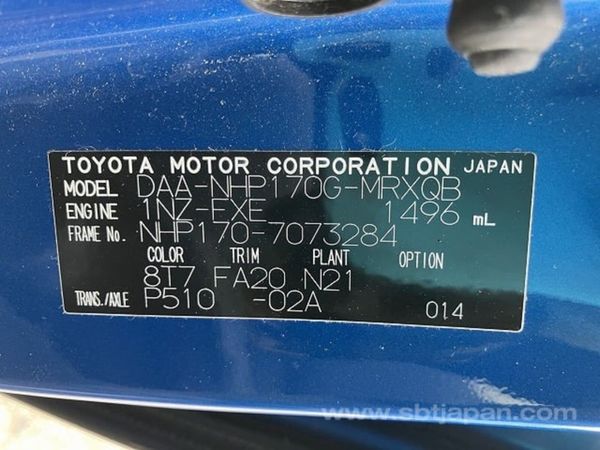 TOYOTA MOTOR CORPORATION JAPAN
MODEL DAA-NHP170G-MRXQB
ENGINE 1NZ-EXE 1496 mL
FRAME No. NHP170-7073284
COLOR TRIM PLANT OPTION
8T7 FA20 N21
TRANS./AXLE P510 -02A 014
www.sbtjapan.com